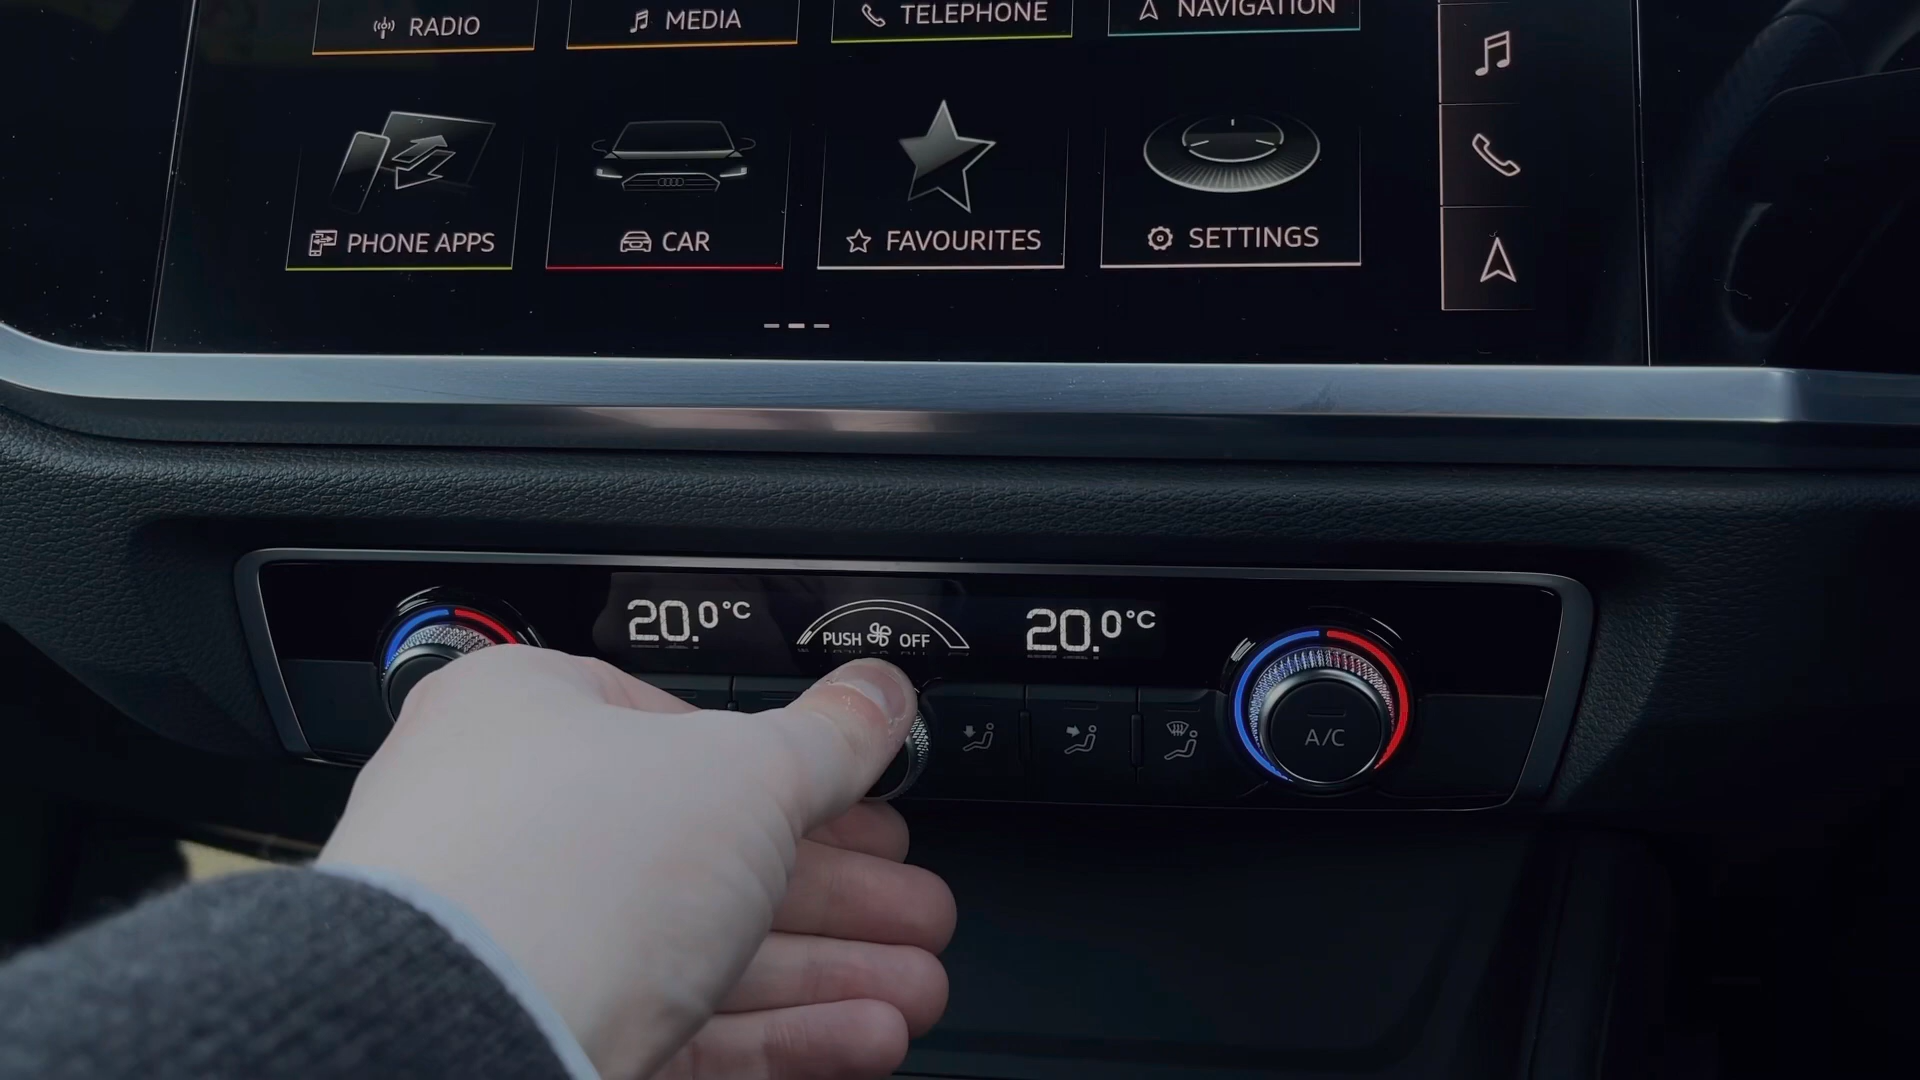 RADIO
MEDIA
TELEPHONE
NAVIGATION
PHONE APPS
CAR
FAVOURITES
SETTINGS
20.0°C
PUSH OFF
20.0°C
A/C